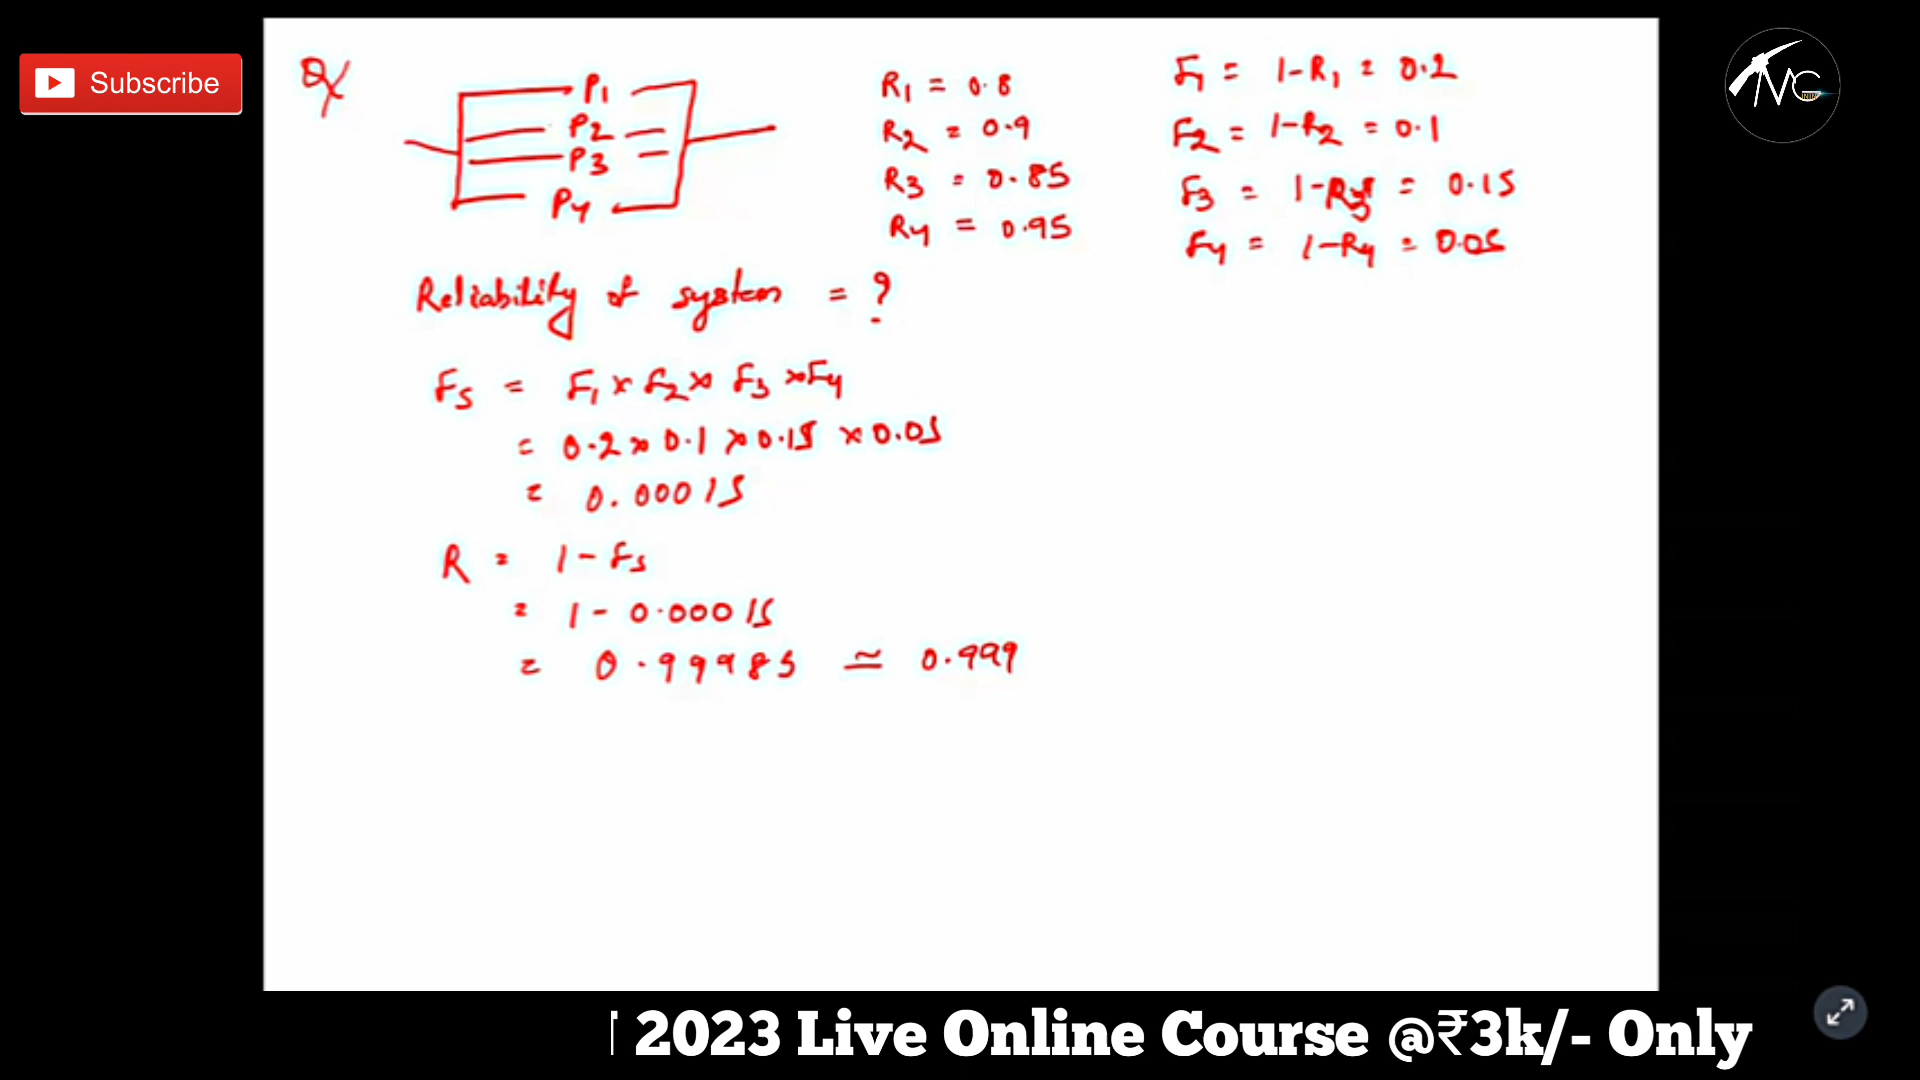 Subscribe
Q
P1
P2
P3
P4
R1 = 0.8
R2 = 0.9
R3 = 0.85
R4 = 0.95
F1 = 1-R1 = 0.2
F2 = 1-R2 = 0.1
F3 = 1-R3 = 0.15
F4 = 1-R4 = 0.05
Reliability of system = ?
Fs = F1 x F2 x F3 x F4
= 0.2 x 0.1 x 0.15 x 0.05
= 0.00015
R = 1 - Fs
= 1 - 0.00015
= 0.99985 ≃ 0.999
MG
2023 Live Online Course @₹3k/- Only